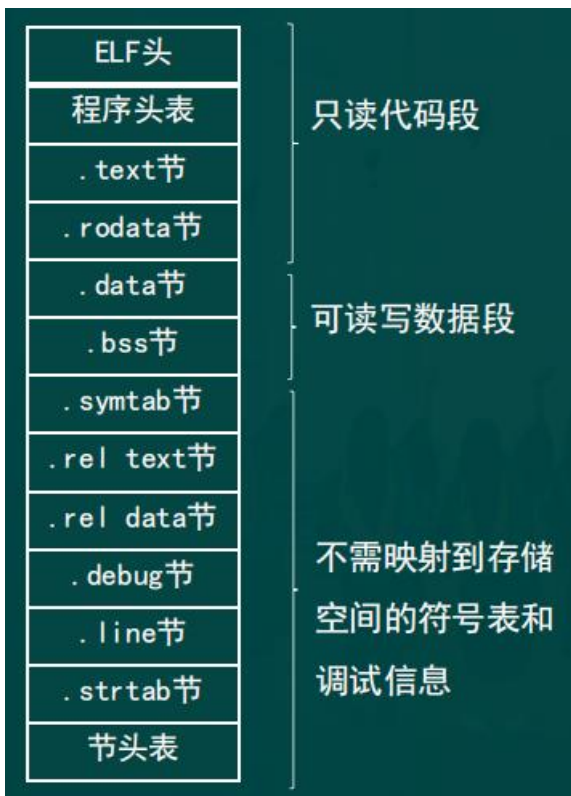 ELF头
程序头表
.text节
.rodata节
只读代码段
.data节
.bss节
可读写数据段
.symtab节
.rel text节
.rel data节
.debug节
.line节
.strtab节
节头表
不需映射到存储
空间的符号表和
调试信息